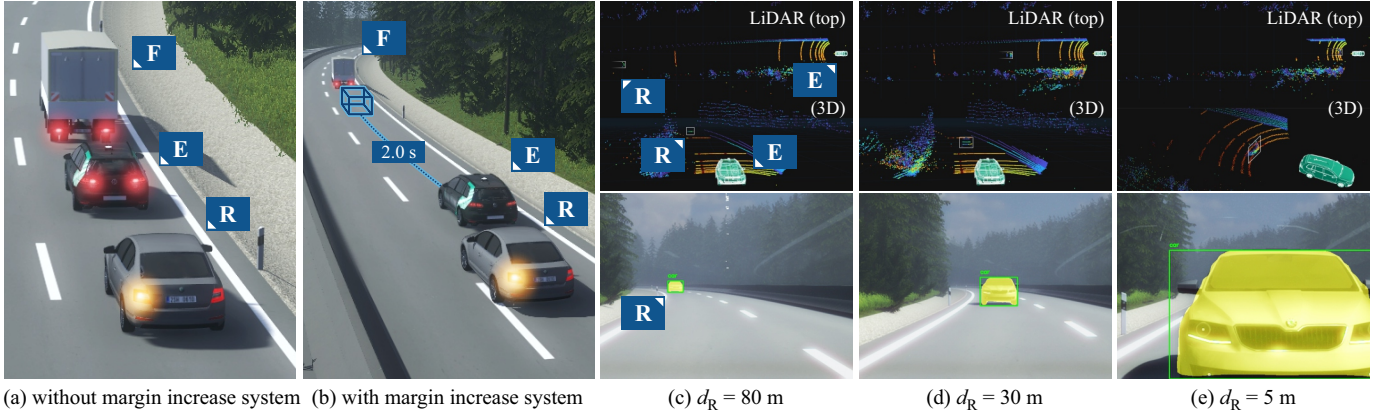 F
E
R
F
2.0 s
E
R
LiDAR (top)
R
E
(3D)
R
E
R
LiDAR (top)
(3D)
LiDAR (top)
(3D)
(a) without margin increase system
(b) with margin increase system
(c) dR = 80 m
(d) dR = 30 m
(e) dR = 5 m